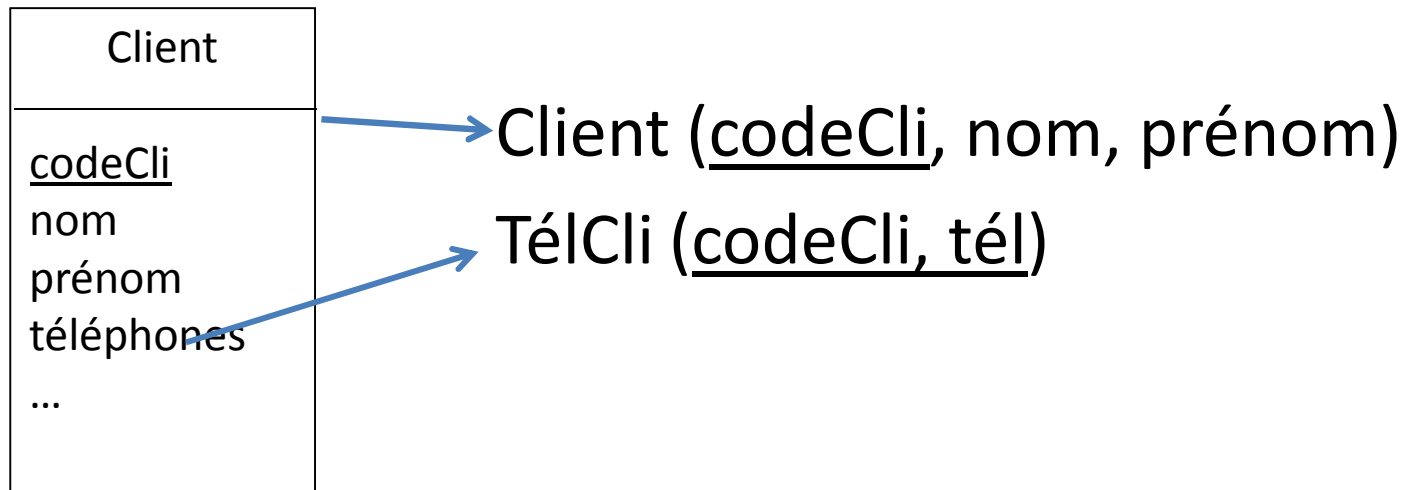 Client
codeCli
nom
prénom
téléphones
…
Client (codeCli, nom, prénom)
TélCli (codeCli, tél)